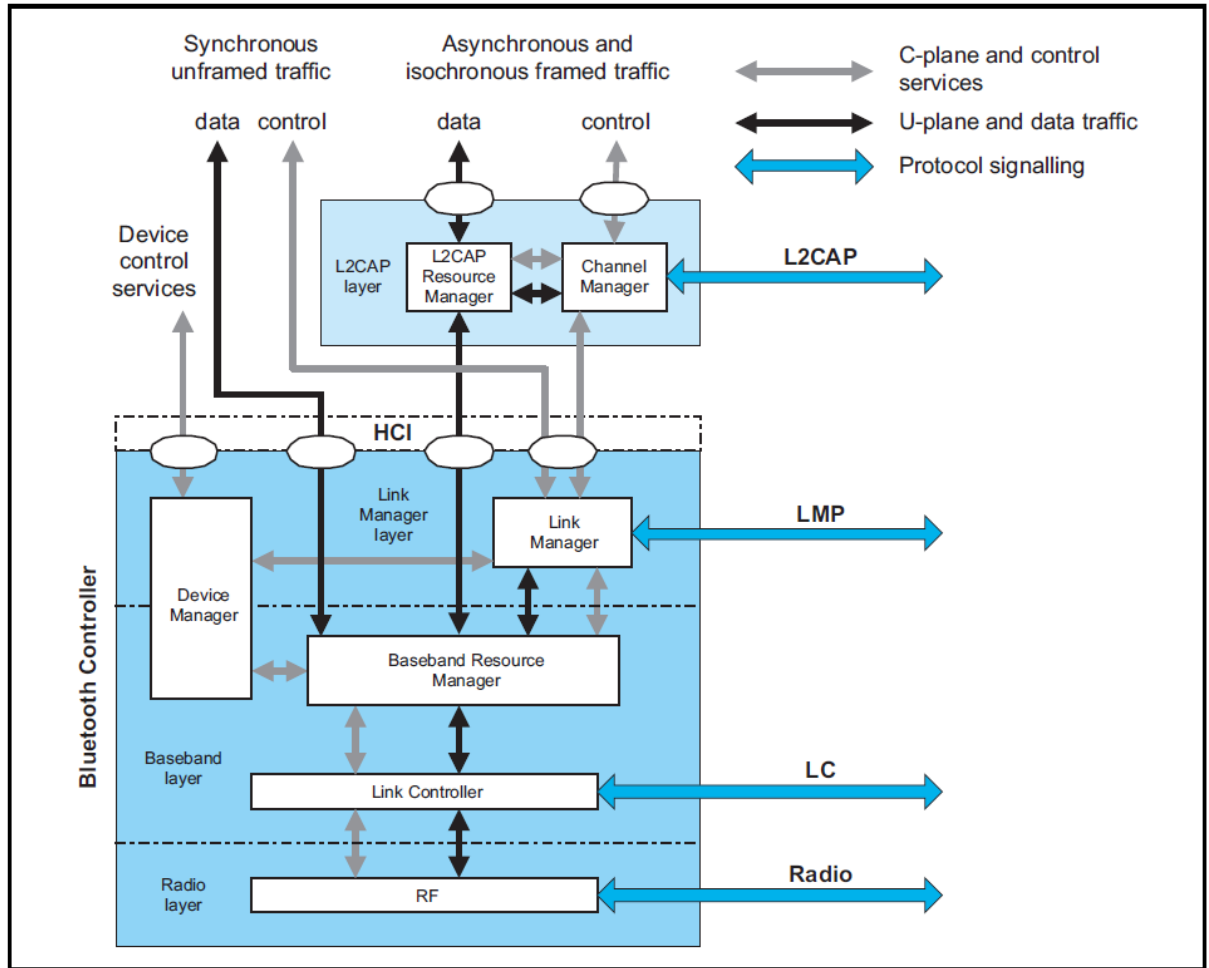 Synchronous
unframed traffic
Asynchronous and
isochronous framed traffic
C-plane and control
services
data control
data
control
U-plane and data traffic
Protocol signalling
Device
control
services
L2CAP
layer
L2CAP
Resource
Manager
Channel
Manager
L2CAP
HCI
Link
Manager
layer
Link
Manager
LMP
Device
Manager
Bluetooth Controller
Baseband Resource
Manager
Baseband
layer
Link Controller
LC
Radio
layer
RF
Radio